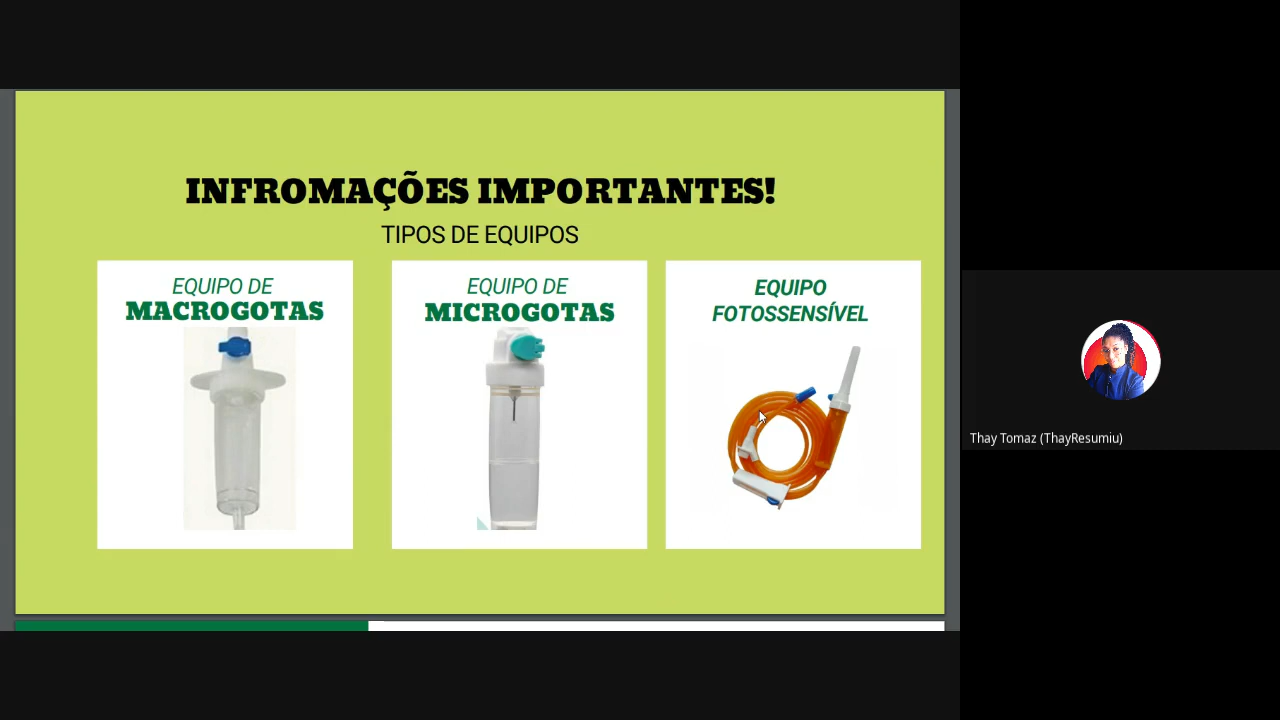 INFROMAÇÕES IMPORTANTES!
TIPOS DE EQUIPOS
EQUIPO DE
MACROGOTAS
EQUIPO DE
MICROGOTAS
EQUIPO
FOTOSSENSÍVEL
Thay Tomaz (ThayResumiu)